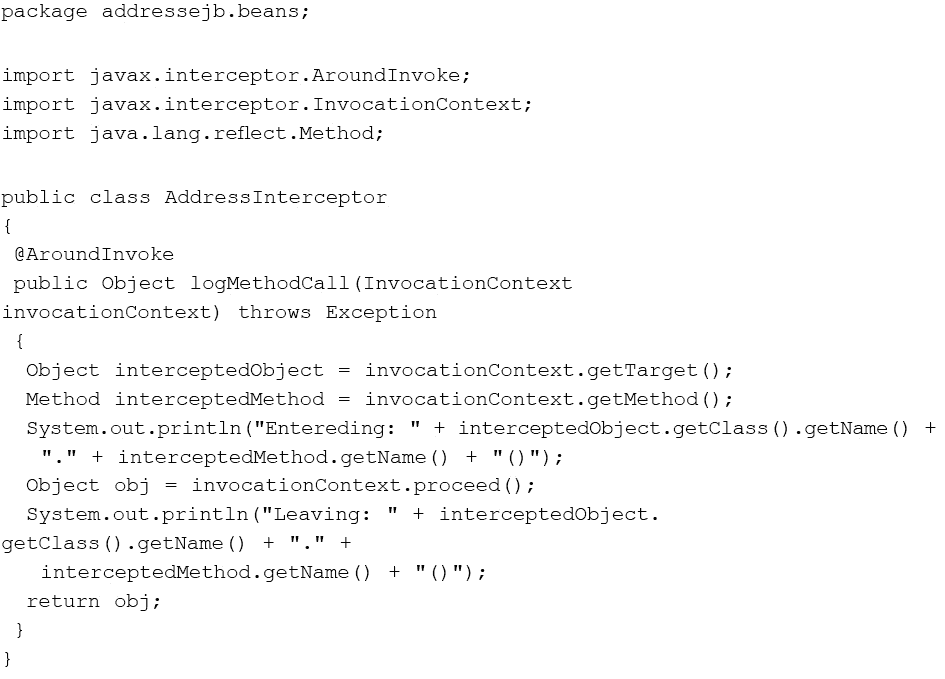 package addressejb.beans;
import javax.interceptor.AroundInvoke;
import javax.interceptor.InvocationContext;
import java.lang.reflect.Method;
public class AddressInterceptor
{
@AroundInvoke
public Object logMethodCall(InvocationContext
invocationContext) throws Exception
{
Object interceptedObject = invocationContext.getTarget();
Method interceptedMethod = invocationContext.getMethod();
System.out.println("Entereding: " + interceptedObject.getClass().getName() +
"." + interceptedMethod.getName() + "()");
Object obj = invocationContext.proceed();
System.out.println("Leaving: " + interceptedObject.
getClass().getName() + "." +
interceptedMethod.getName() + "()");
return obj;
}
}